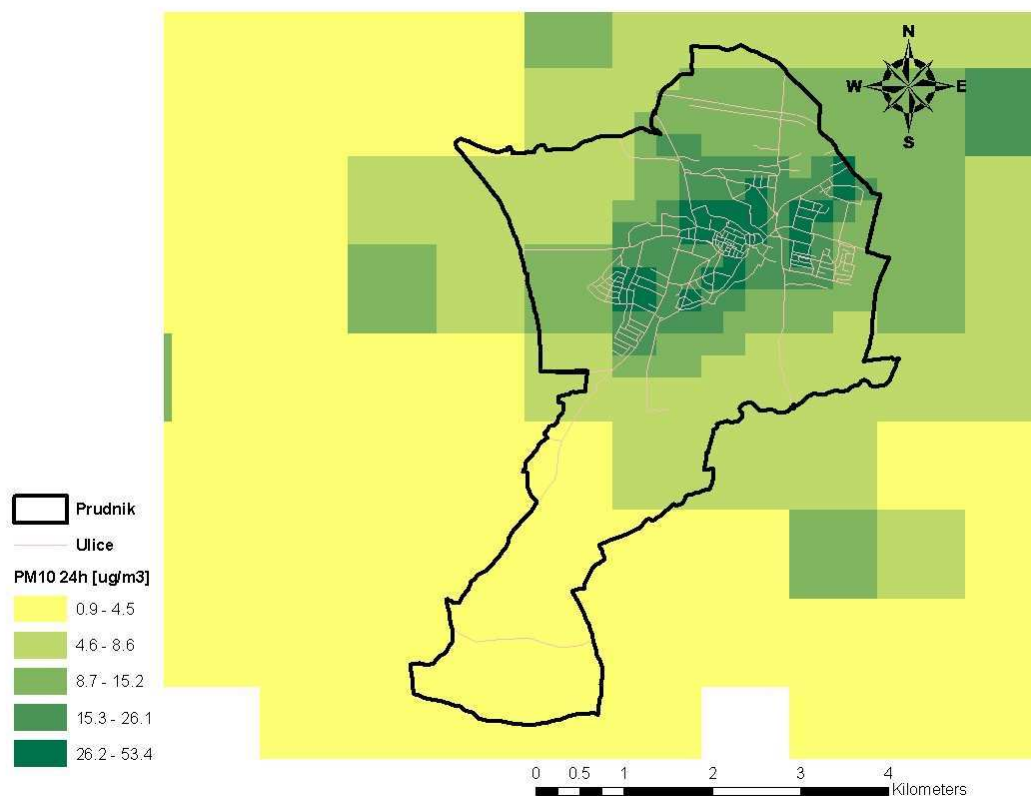 N
W E
S
Prudnik
Ulice
PM10 24h [ug/m3]
0.9 - 4.5
4.6 - 8.6
8.7 - 15.2
15.3 - 26.1
26.2 - 53.4
0 0.5 1 2 3 4
Kilometers